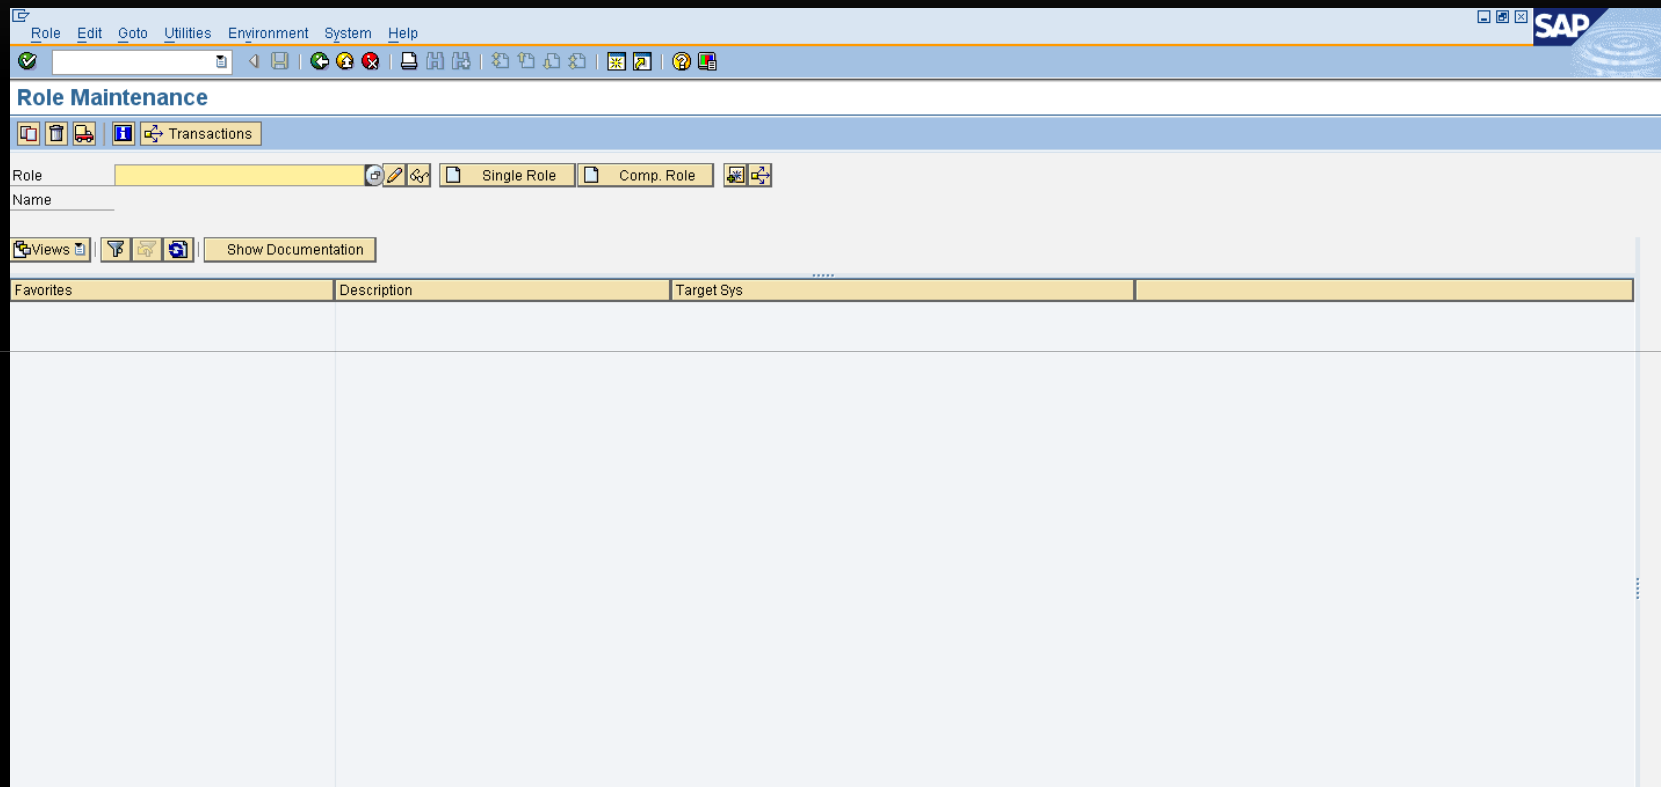 Role Edit Goto Utilities Environment System Help
SAP
Role Maintenance
Transactions
Role Single Role Comp. Role
Name
Views Show Documentation
Favorites Description Target Sys